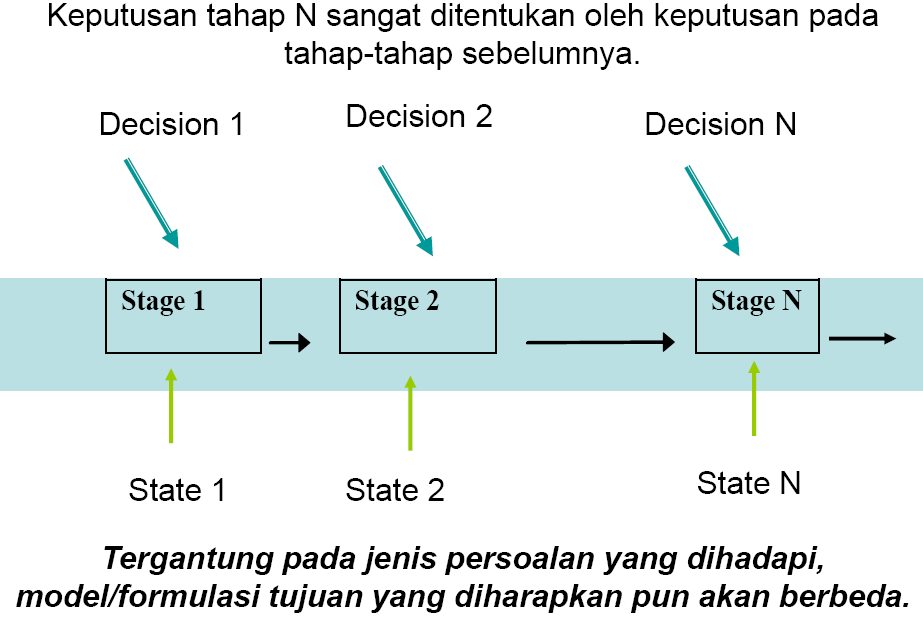 Keputusan tahap N sangat ditentukan oleh keputusan pada
tahap-tahap sebelumnya.
Decision 1
Decision 2
Decision N
Stage 1
Stage 2
Stage N
State 1
State 2
State N
Tergantung pada jenis persoalan yang dihadapi,
model/formulasi tujuan yang diharapkan pun akan berbeda.